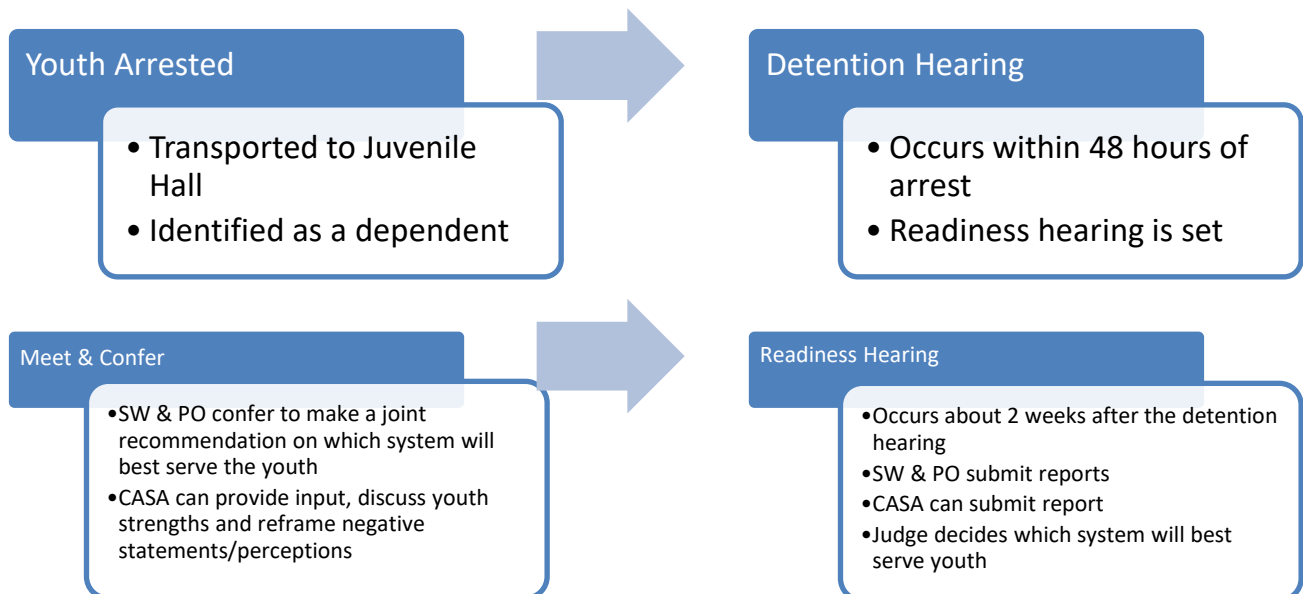 Youth Arrested
• Transported to Juvenile
Hall
• Identified as a dependent
Detention Hearing
• Occurs within 48 hours of
arrest
• Readiness hearing is set
Meet & Confer
•SW & PO confer to make a joint
recommendation on which system will
best serve the youth
•CASA can provide input, discuss youth
strengths and reframe negative
statements/perceptions
Readiness Hearing
•Occurs about 2 weeks after the detention
hearing
•SW & PO submit reports
•CASA can submit report
•Judge decides which system will best
serve youth